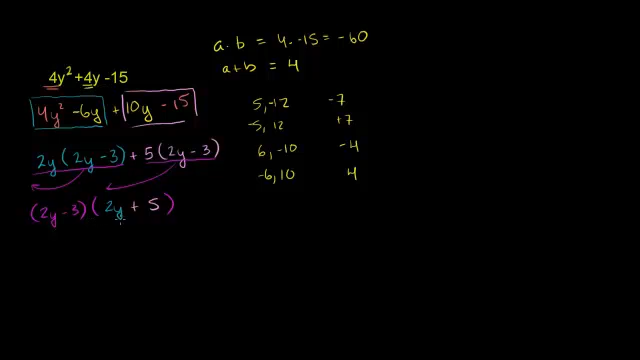 4y² +4y -15
4y² -6y +10y - 15
2y(2y-3) + 5(2y-3)
(2y-3)(2y + 5)
a·b = 4·-15 = -60
a+b = 4
5, -12 -7
-5, 12 +7
6, -10 -4
-6, 10 4